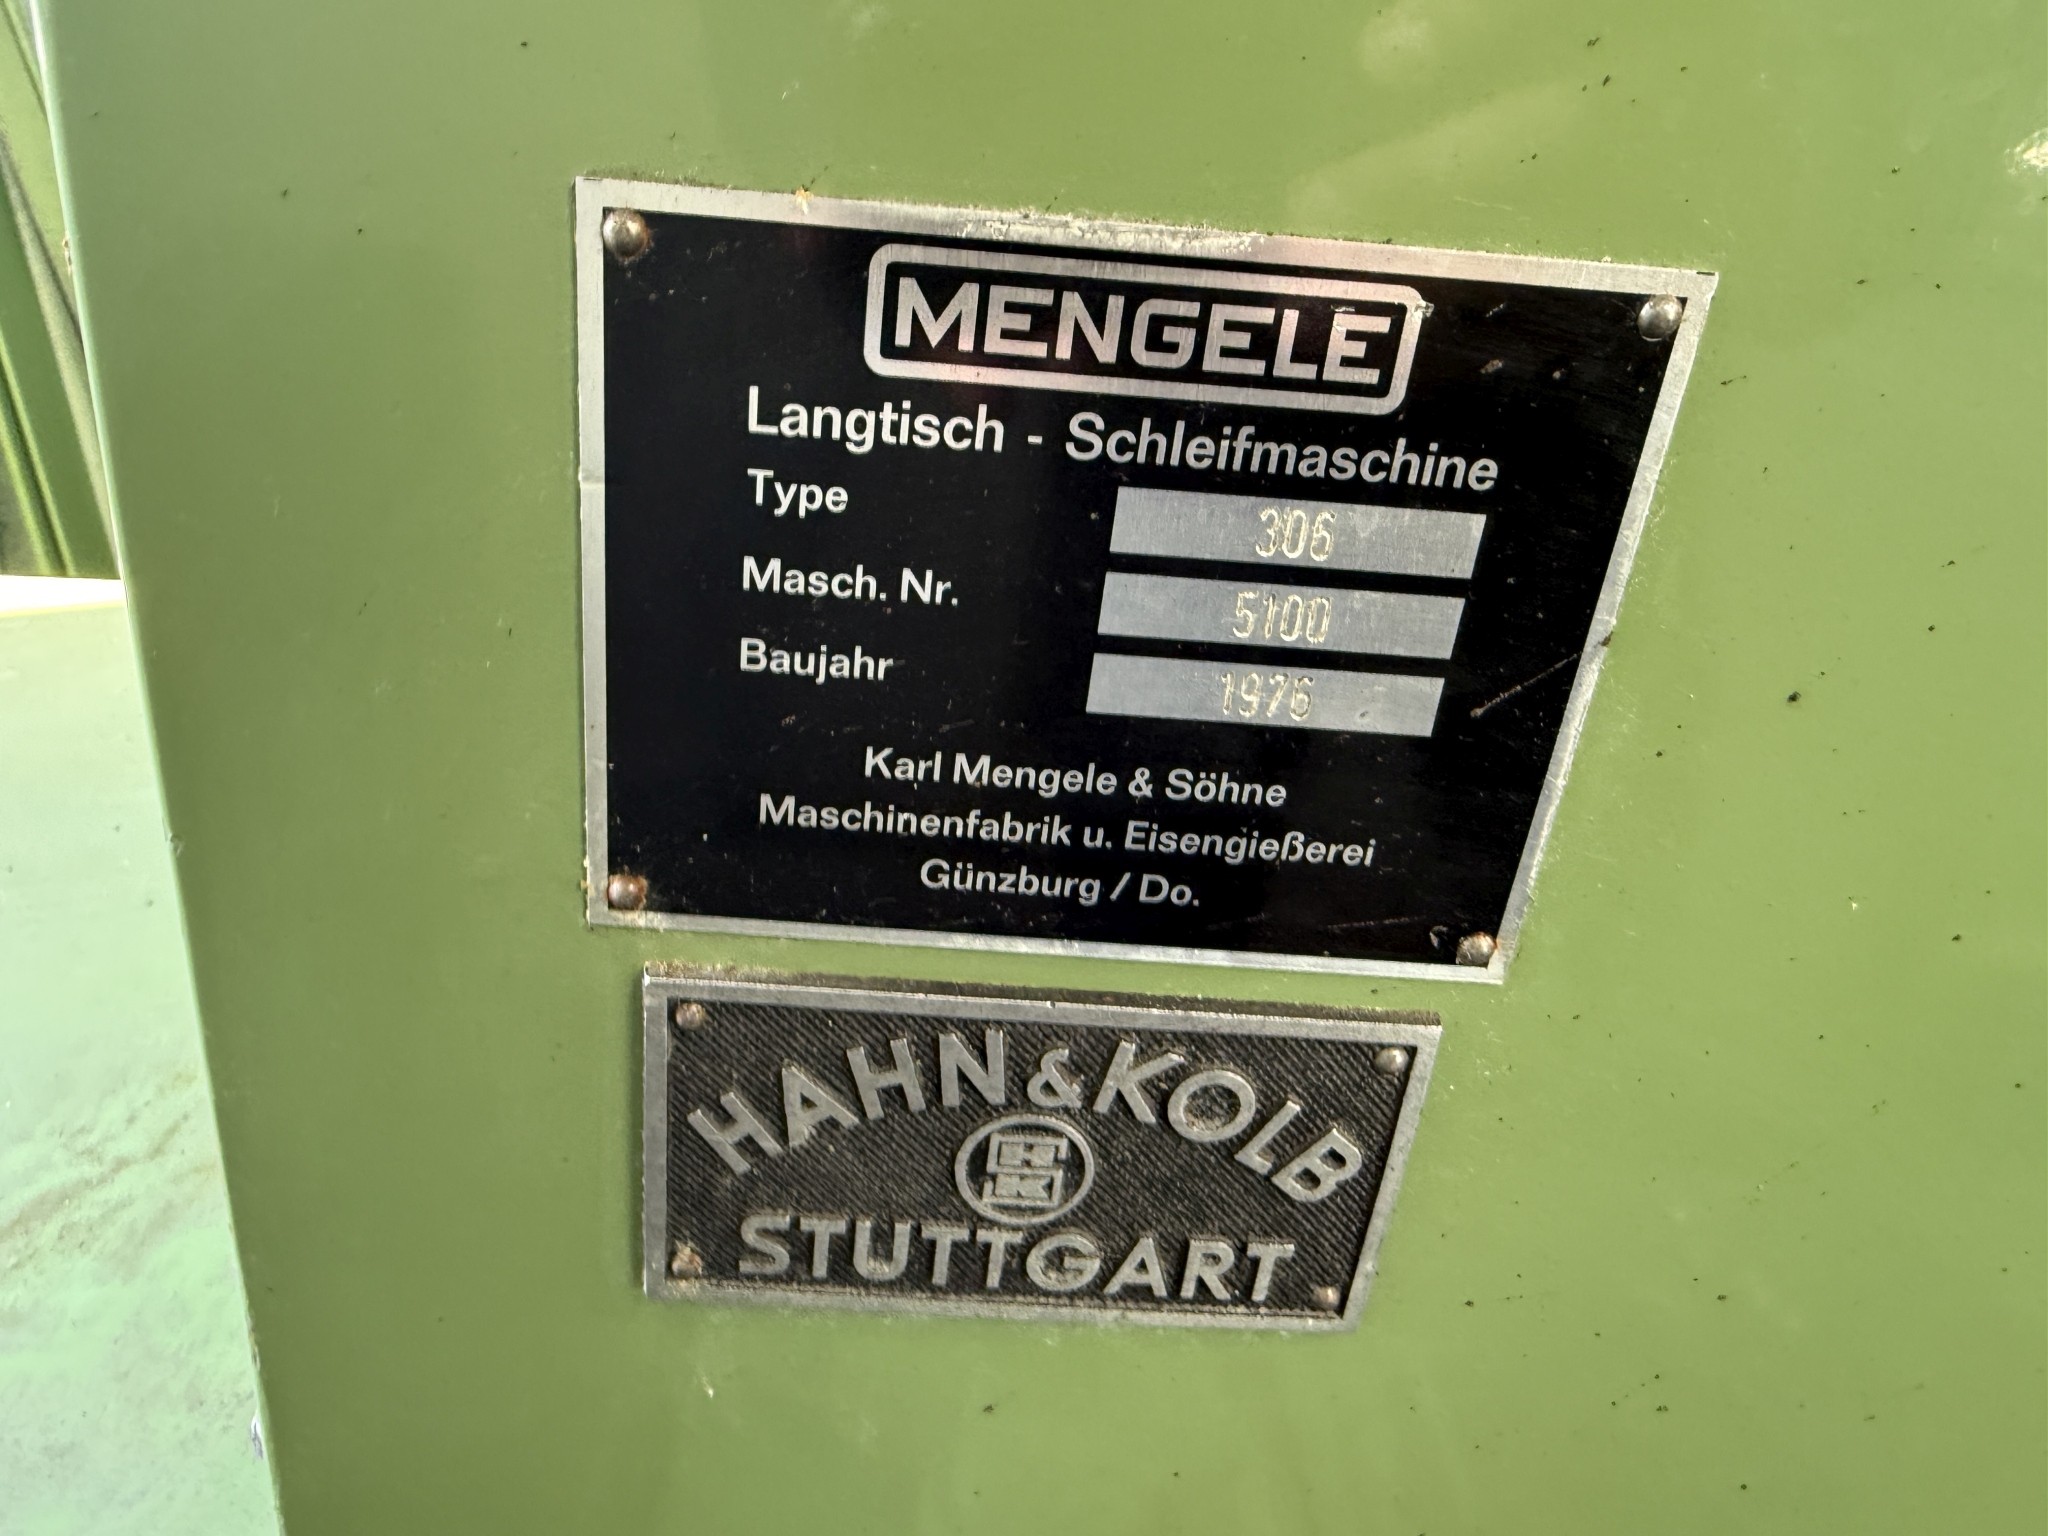 MENGELE
Langtisch - Schleifmaschine
Type 306
Masch. Nr. 5100
Baujahr 1976
Karl Mengele & Söhne
Maschinenfabrik u. Eisengießerei
Günzburg / Do.
HAHN & KOLB
H
K
STUTTGART